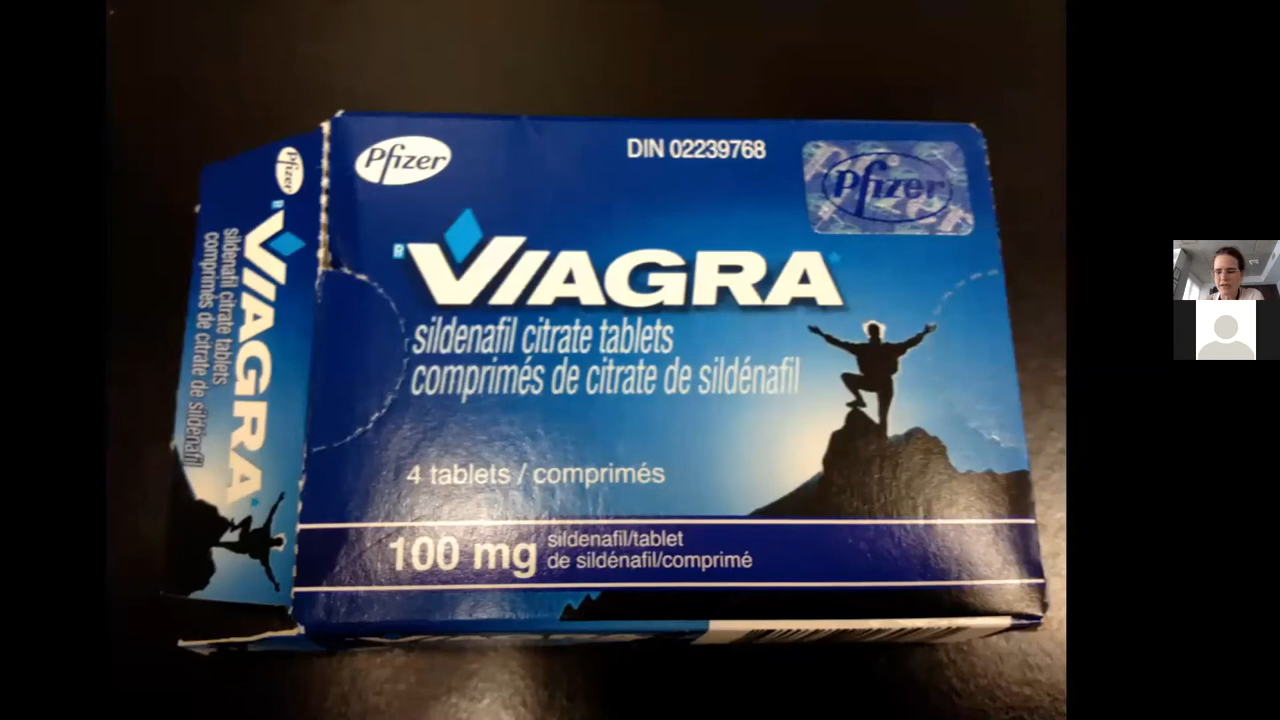 Pfizer
DIN 02239768
Pfizer
VIAGRA
sildenafil citrate tablets
comprimés de citrate de sildénafil
4 tablets / comprimés
100 mg
sildenafil/tablet
de sildénafil/comprimé
Pfizer
VIAGRA
sildenafil citrate tablets
comprimés de citrate de sildénafil